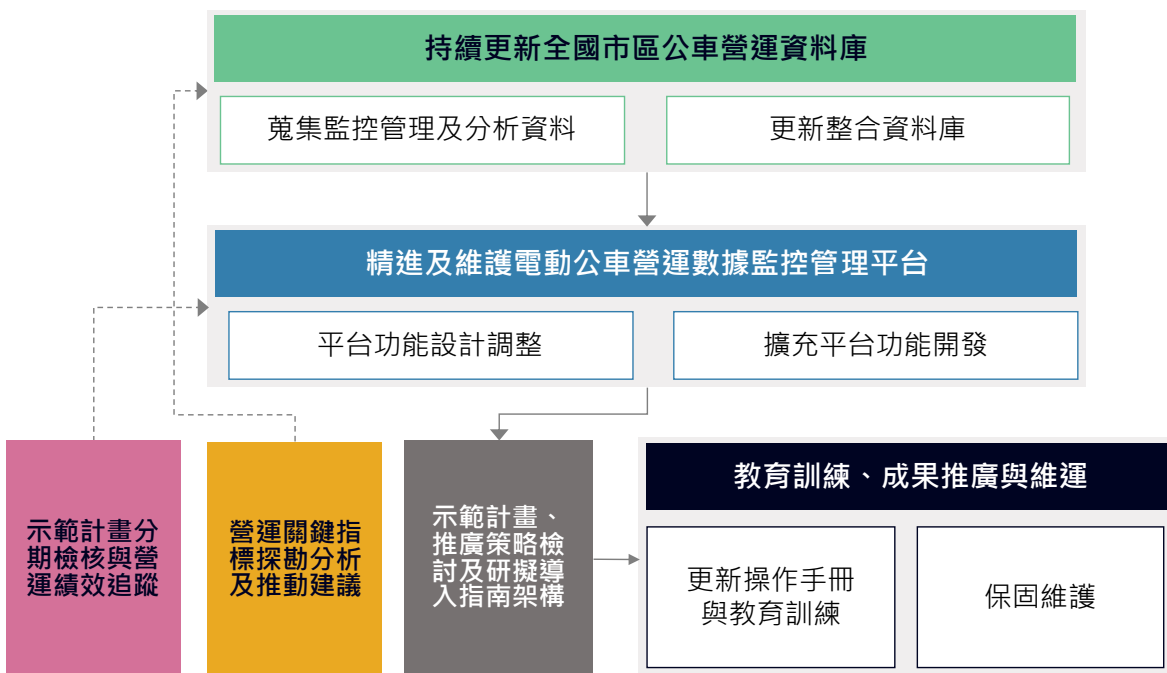 持續更新全國市區公車營運資料庫
蒐集監控管理及分析資料
更新整合資料庫
精進及維護電動公車營運數據監控管理平台
平台功能設計調整
擴充平台功能開發
示範計畫分
期檢核與營
運績效追蹤
營運關鍵指
標探勘分析
及推動建議
示範計畫、
推廣策略檢
討及研擬導
入指南架構
教育訓練、成果推廣與維運
更新操作手冊
與教育訓練
保固維護